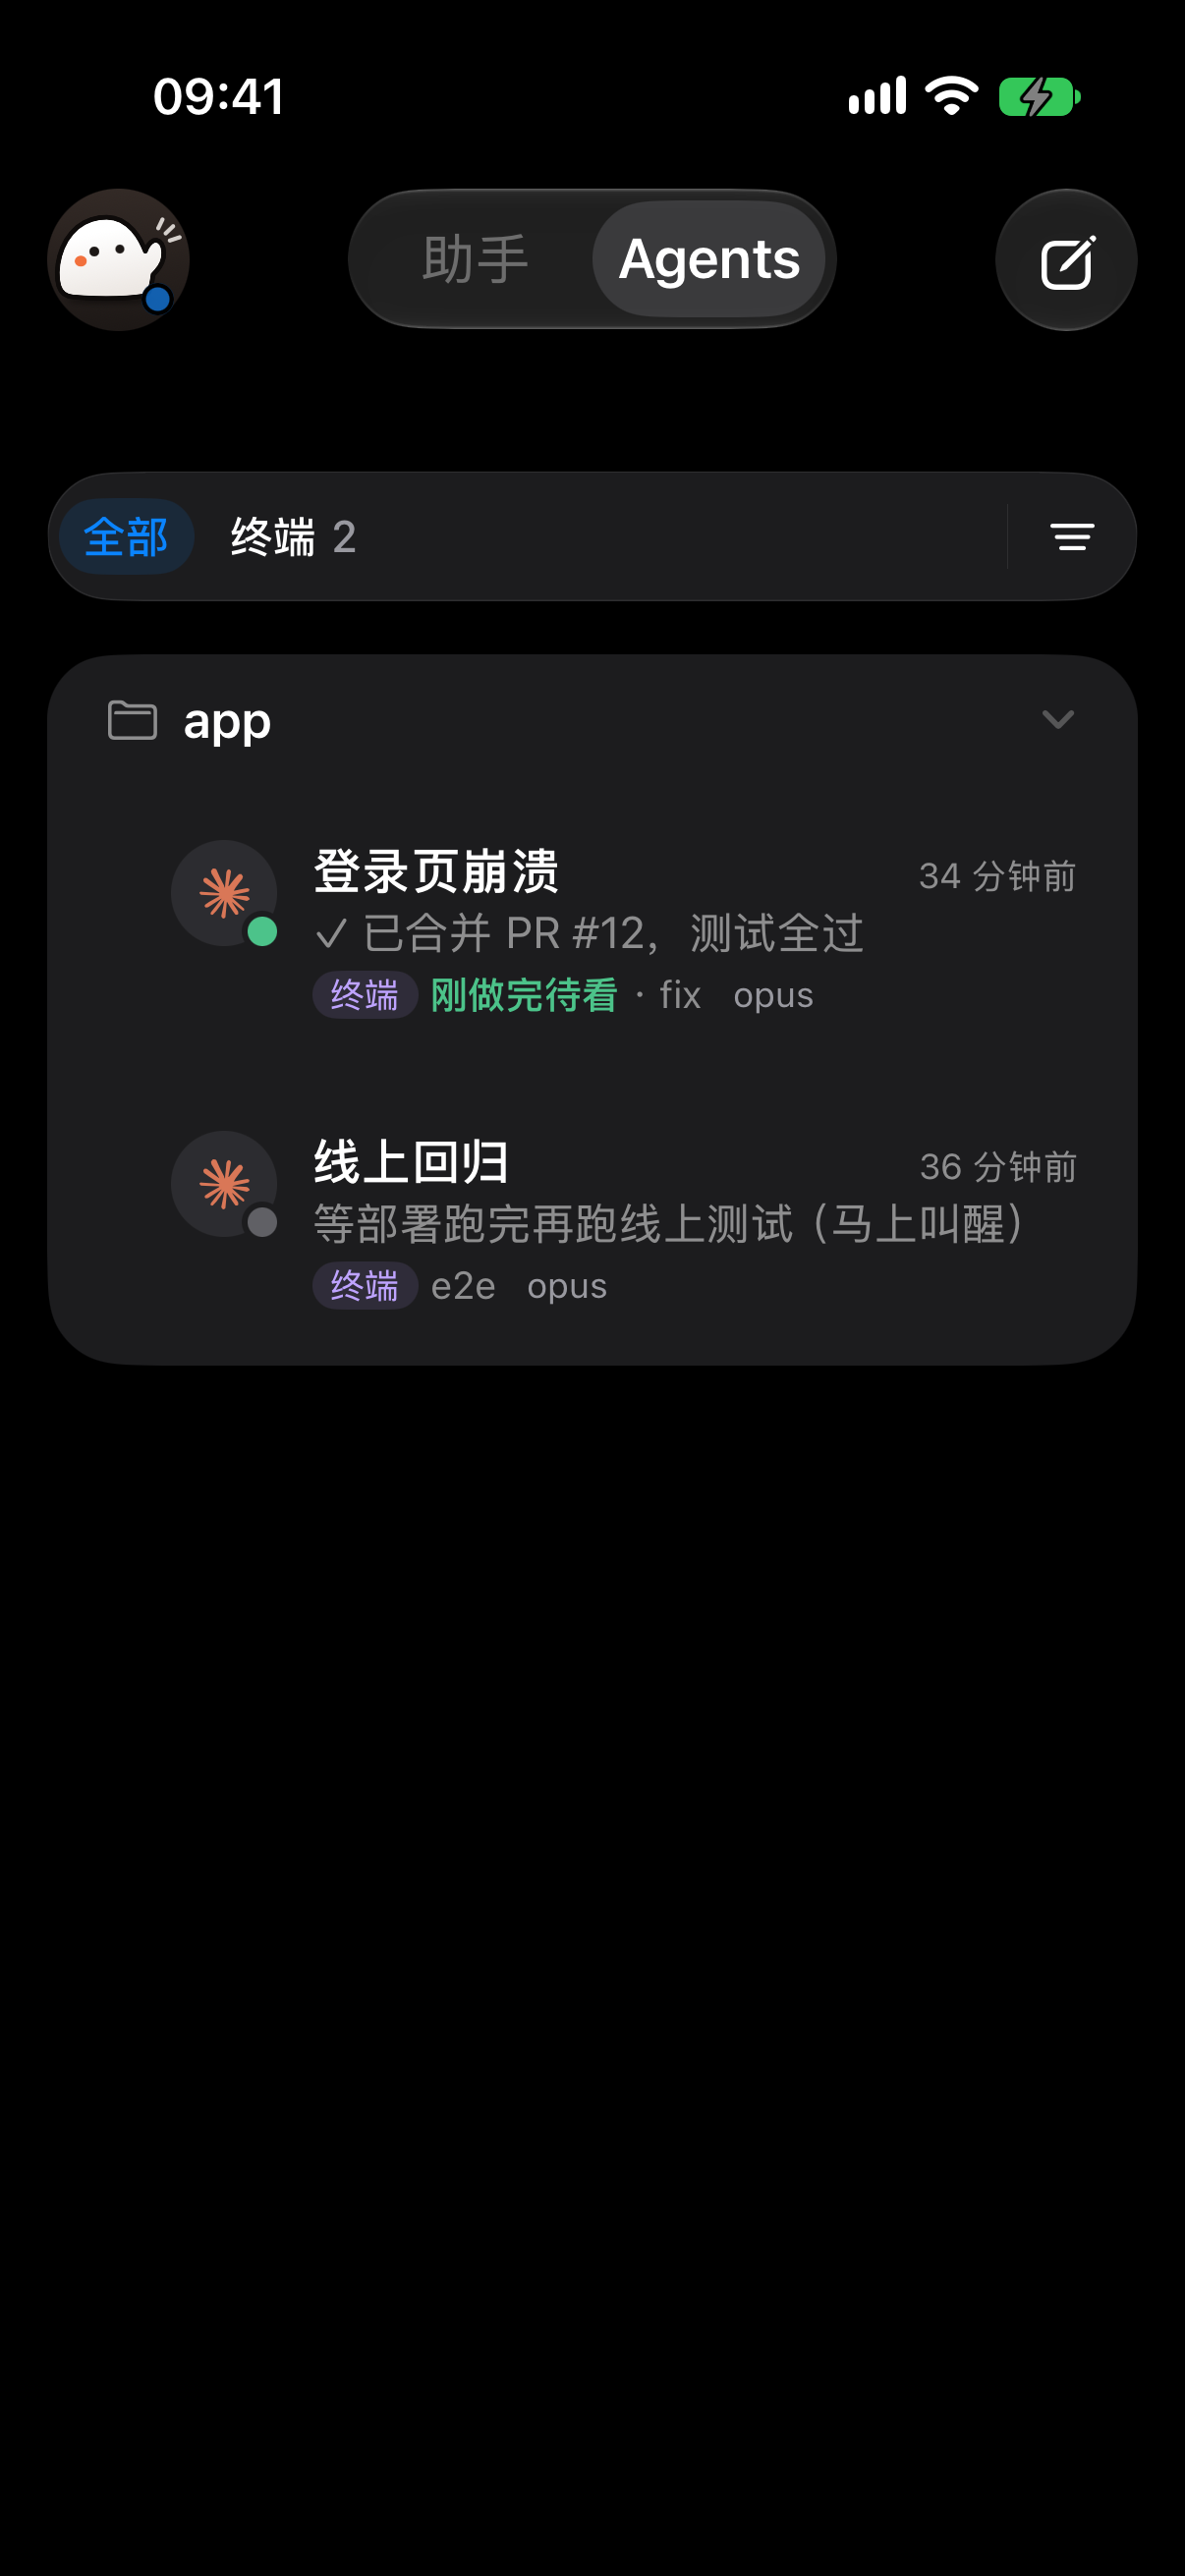 09:41
助手 Agents
全部 终端 2
app
登录页崩溃 34 分钟前
✓ 已合并 PR #12，测试全过
终端 刚做完待看 · fix opus
线上回归 36 分钟前
等部署跑完再跑线上测试（马上叫醒）
终端 e2e opus